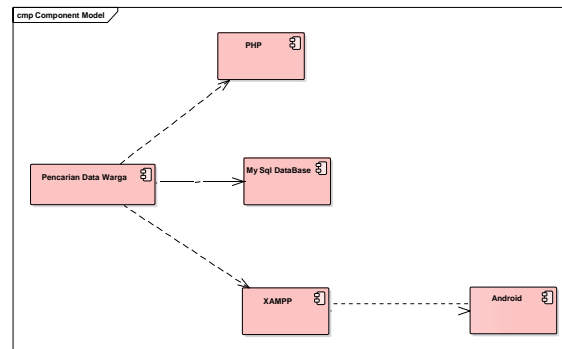 cmp Component Model
PHP
Pencarian Data Warga
My Sql DataBase
XAMPP
Android